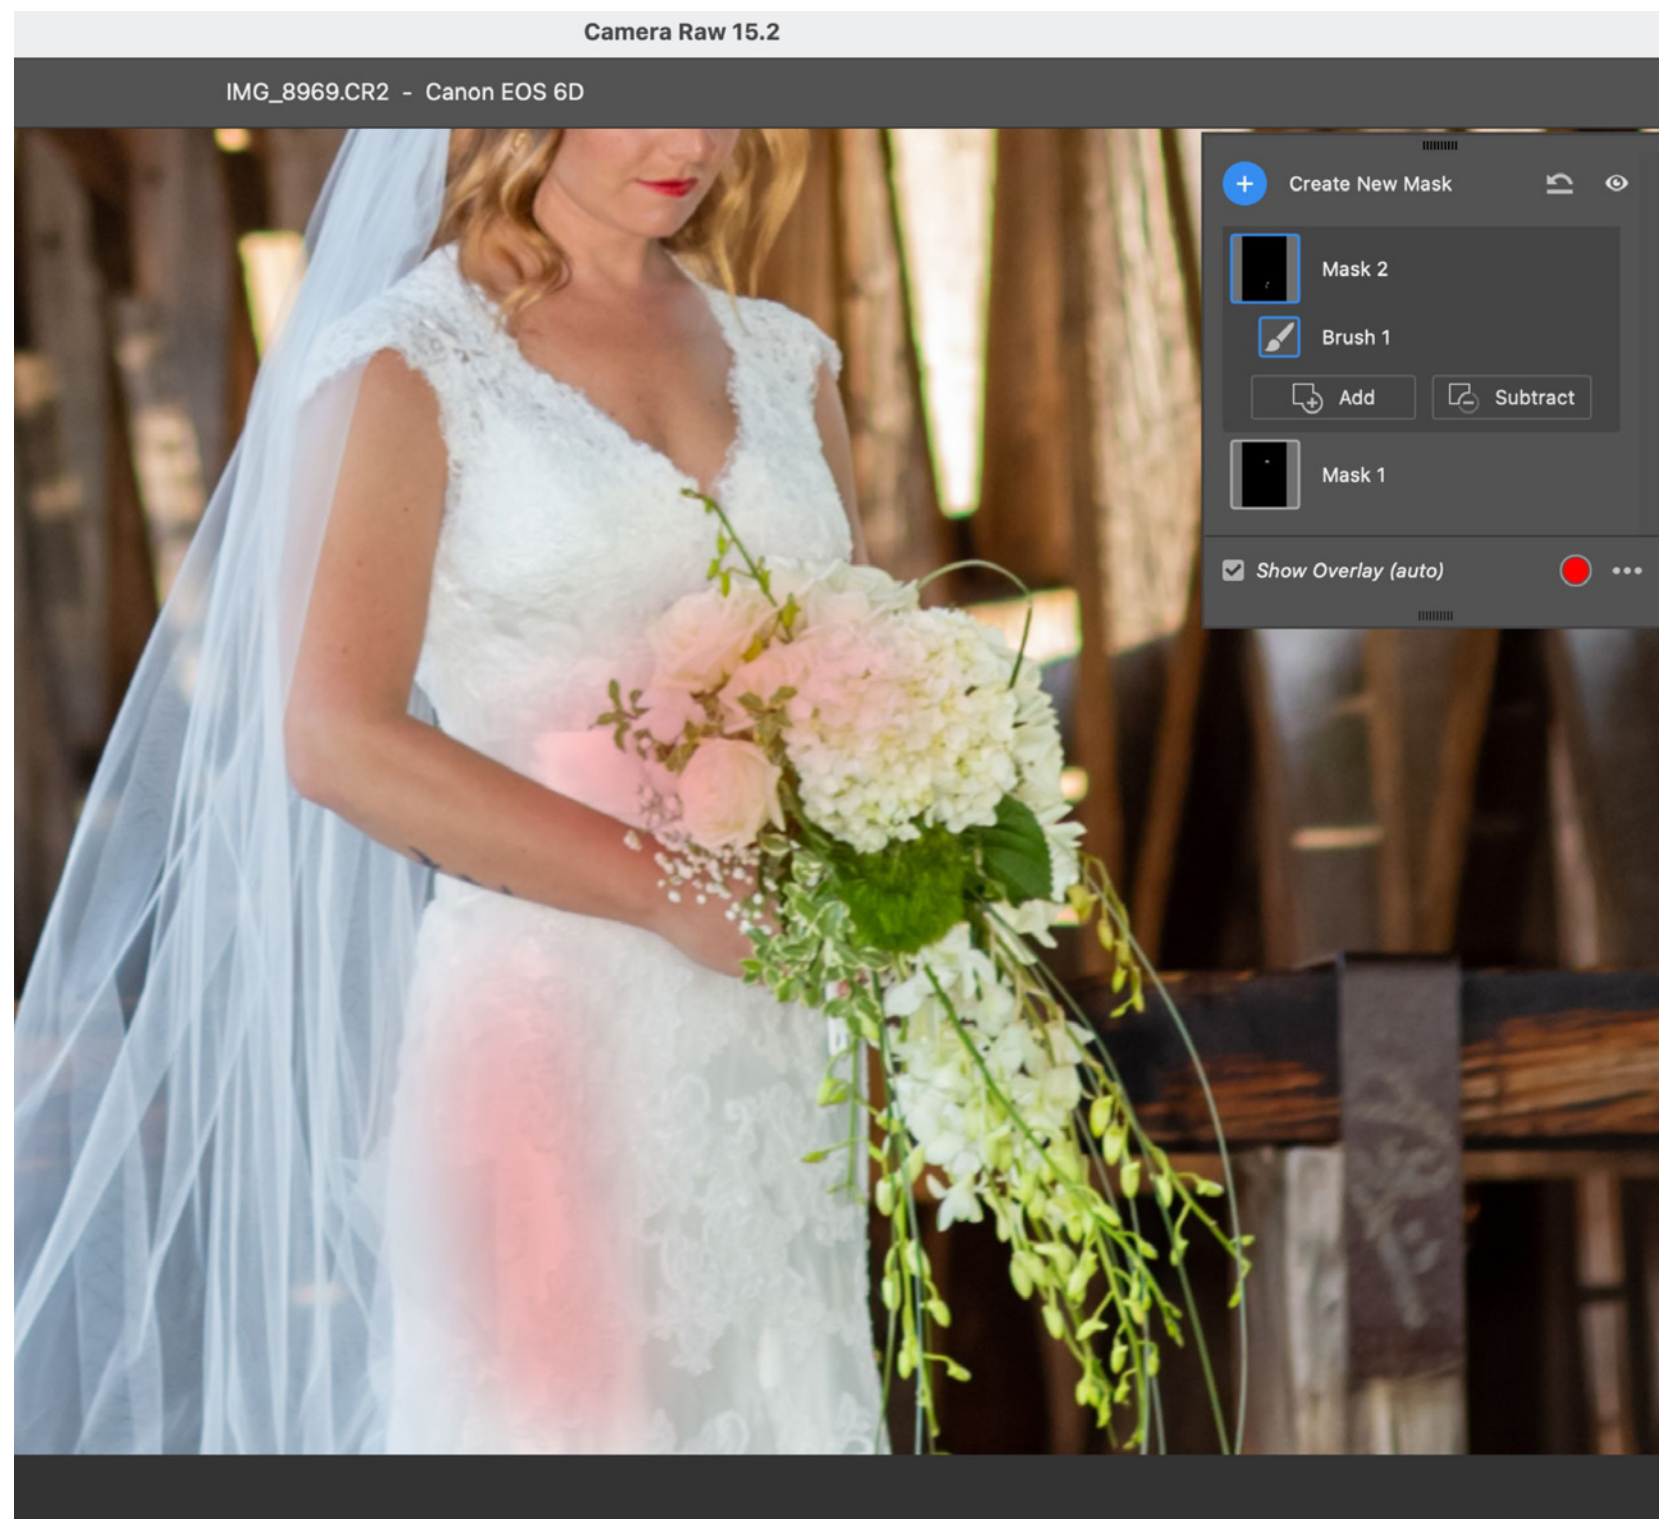 Camera Raw 15.2
IMG_8969.CR2 - Canon EOS 6D
Create New Mask
Mask 2
Brush 1
Add Subtract
Mask 1
Show Overlay (auto)